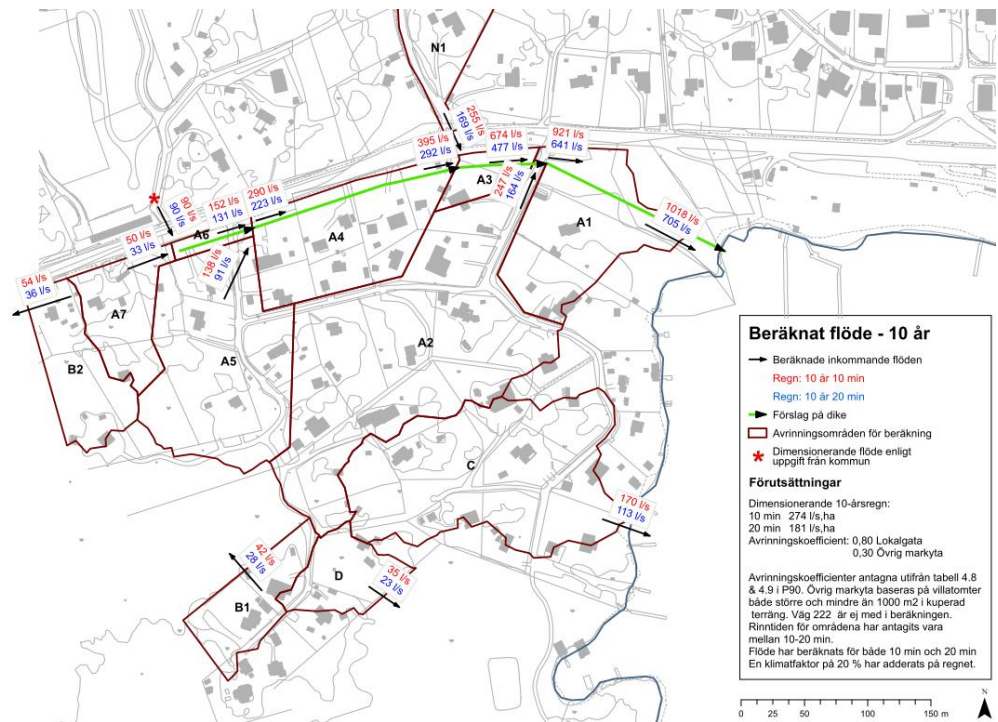 N1
255 l/s
169 l/s
395 l/s
292 l/s
674 l/s
477 l/s
921 l/s
641 l/s
A3
247 l/s
164 l/s
90 l/s
90 l/s
152 l/s
131 l/s
290 l/s
223 l/s
A6
50 l/s
33 l/s
138 l/s
91 l/s
A4
A1
1018 l/s
705 l/s
54 l/s
36 l/s
A7
B2
A5
A2
C
170 l/s
113 l/s
42 l/s
28 l/s
D
35 l/s
23 l/s
B1
Beräknat flöde - 10 år
Beräknade inkommande flöden
Regn: 10 år 10 min
Regn: 10 år 20 min
Förslag på dike
Avrinningsområden för beräkning
* Dimensionerande flöde enligt
uppgift från kommun
Förutsättningar
Dimensionerande 10-årsregn:
10 min 274 l/s,ha
20 min 181 l/s,ha
Avrinningskoefficient: 0,80 Lokalgata
0,30 Övrig markyta
Avrinningskoefficienter antagna utifrån tabell 4.8
& 4.9 i P90. Övrig markyta baseras på villatomter
både större och mindre än 1000 m2 i kuperad
terräng. Väg 222 är ej med i beräkningen.
Rinntiden för områdena har antagits vara
mellan 10-20 min.
Flöde har beräknats för både 10 min och 20 min
En klimatfaktor på 20 % har adderats på regnet.
0 25 50 100 150 m
N